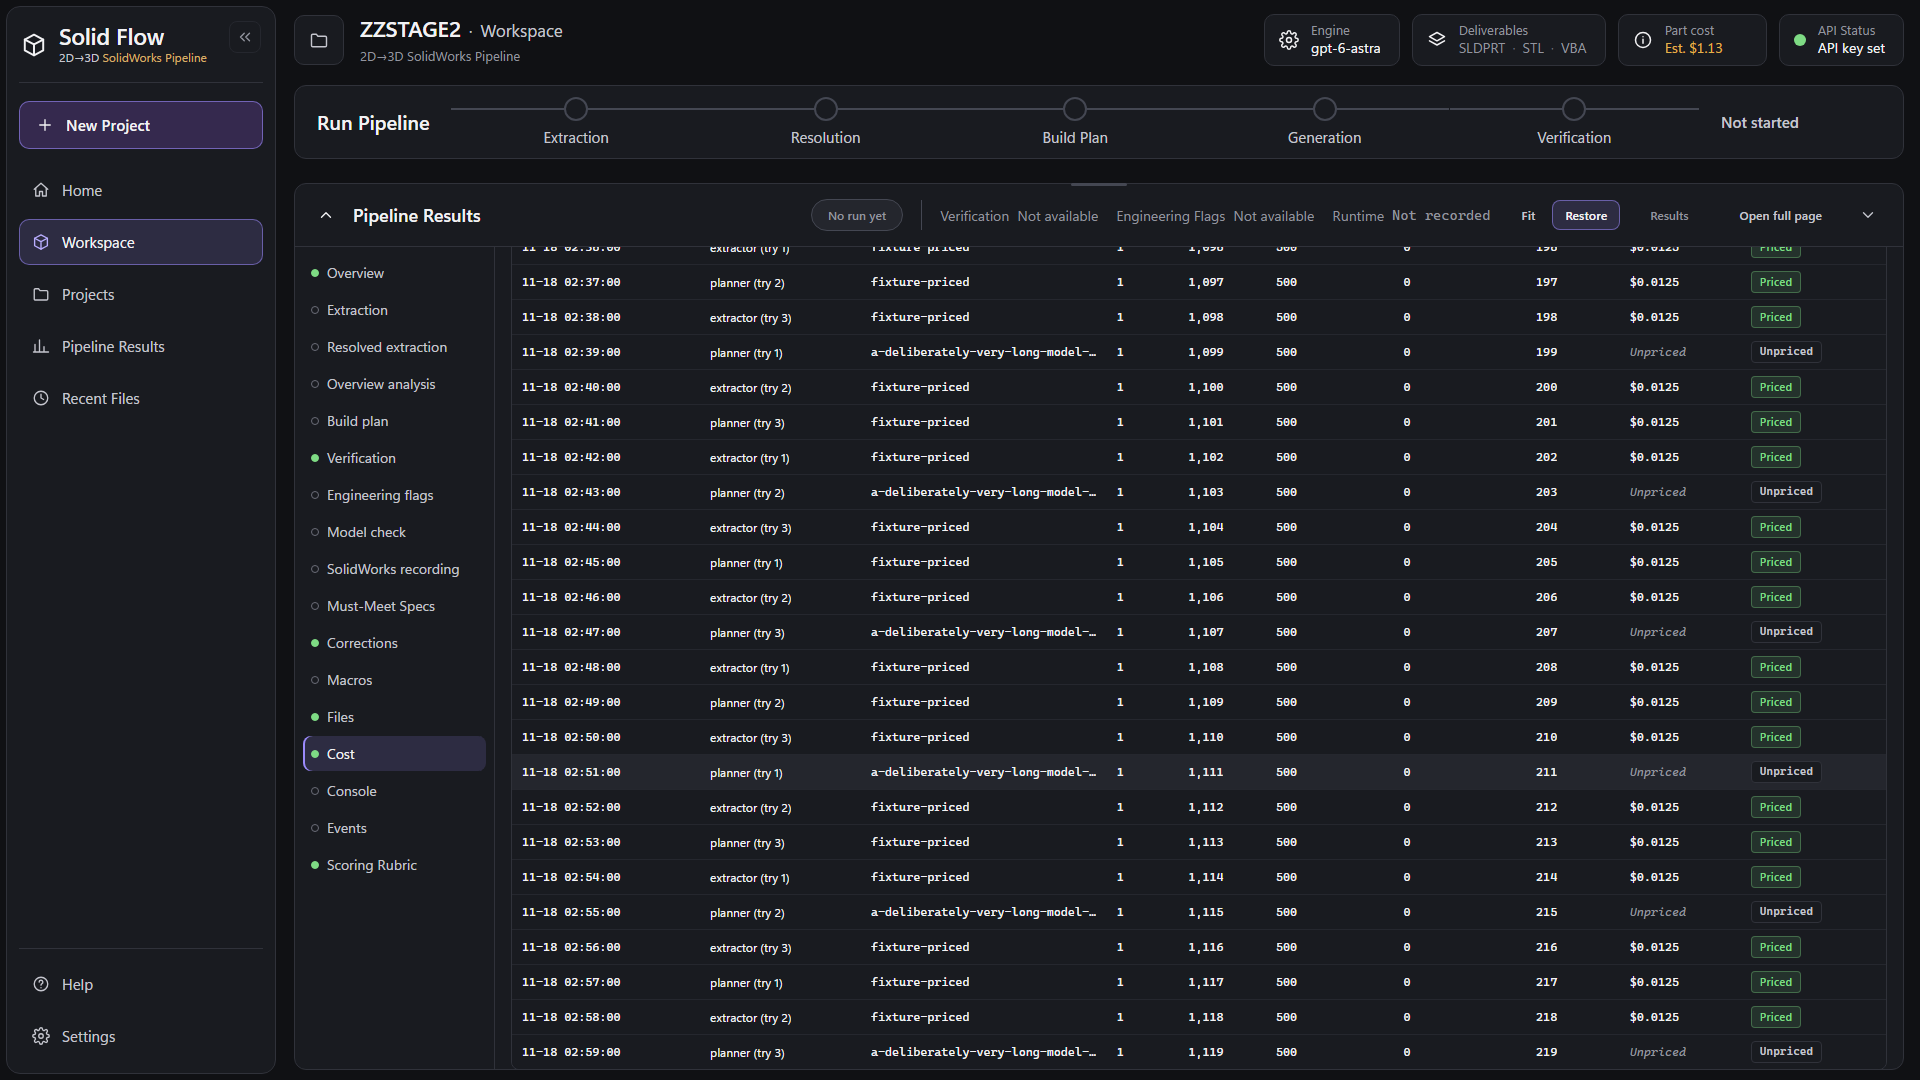 Solid Flow
2D→3D SolidWorks Pipeline
New Project
Home
Workspace
Projects
Pipeline Results
Recent Files
Help
Settings
ZZSTAGE2 · Workspace
2D→3D SolidWorks Pipeline
Engine
gpt-6-astra
Deliverables
SLDPRT · STL · VBA
Part cost
Est. $1.13
API Status
API key set
Run Pipeline
Extraction
Resolution
Build Plan
Generation
Verification
Not started
Pipeline Results
No run yet
Verification Not available
Engineering Flags Not available
Runtime Not recorded
Fit
Restore
Results
Open full page
Overview
Extraction
Resolved extraction
Overview analysis
Build plan
Verification
Engineering flags
Model check
SolidWorks recording
Must-Meet Specs
Corrections
Macros
Files
Cost
Console
Events
Scoring Rubric
11-18 02:36:00 extractor (try 1) fixture-priced 1 1,096 500 0 196 $0.0125 Priced
11-18 02:37:00 planner (try 2) fixture-priced 1 1,097 500 0 197 $0.0125 Priced
11-18 02:38:00 extractor (try 3) fixture-priced 1 1,098 500 0 198 $0.0125 Priced
11-18 02:39:00 planner (try 1) a-deliberately-very-long-model-… 1 1,099 500 0 199 Unpriced Unpriced
11-18 02:40:00 extractor (try 2) fixture-priced 1 1,100 500 0 200 $0.0125 Priced
11-18 02:41:00 planner (try 3) fixture-priced 1 1,101 500 0 201 $0.0125 Priced
11-18 02:42:00 extractor (try 1) fixture-priced 1 1,102 500 0 202 $0.0125 Priced
11-18 02:43:00 planner (try 2) a-deliberately-very-long-model-… 1 1,103 500 0 203 Unpriced Unpriced
11-18 02:44:00 extractor (try 3) fixture-priced 1 1,104 500 0 204 $0.0125 Priced
11-18 02:45:00 planner (try 1) fixture-priced 1 1,105 500 0 205 $0.0125 Priced
11-18 02:46:00 extractor (try 2) fixture-priced 1 1,106 500 0 206 $0.0125 Priced
11-18 02:47:00 planner (try 3) a-deliberately-very-long-model-… 1 1,107 500 0 207 Unpriced Unpriced
11-18 02:48:00 extractor (try 1) fixture-priced 1 1,108 500 0 208 $0.0125 Priced
11-18 02:49:00 planner (try 2) fixture-priced 1 1,109 500 0 209 $0.0125 Priced
11-18 02:50:00 extractor (try 3) fixture-priced 1 1,110 500 0 210 $0.0125 Priced
11-18 02:51:00 planner (try 1) a-deliberately-very-long-model-… 1 1,111 500 0 211 Unpriced Unpriced
11-18 02:52:00 extractor (try 2) fixture-priced 1 1,112 500 0 212 $0.0125 Priced
11-18 02:53:00 planner (try 3) fixture-priced 1 1,113 500 0 213 $0.0125 Priced
11-18 02:54:00 extractor (try 1) fixture-priced 1 1,114 500 0 214 $0.0125 Priced
11-18 02:55:00 planner (try 2) a-deliberately-very-long-model-… 1 1,115 500 0 215 Unpriced Unpriced
11-18 02:56:00 extractor (try 3) fixture-priced 1 1,116 500 0 216 $0.0125 Priced
11-18 02:57:00 planner (try 1) fixture-priced 1 1,117 500 0 217 $0.0125 Priced
11-18 02:58:00 extractor (try 2) fixture-priced 1 1,118 500 0 218 $0.0125 Priced
11-18 02:59:00 planner (try 3) a-deliberately-very-long-model-… 1 1,119 500 0 219 Unpriced Unpriced